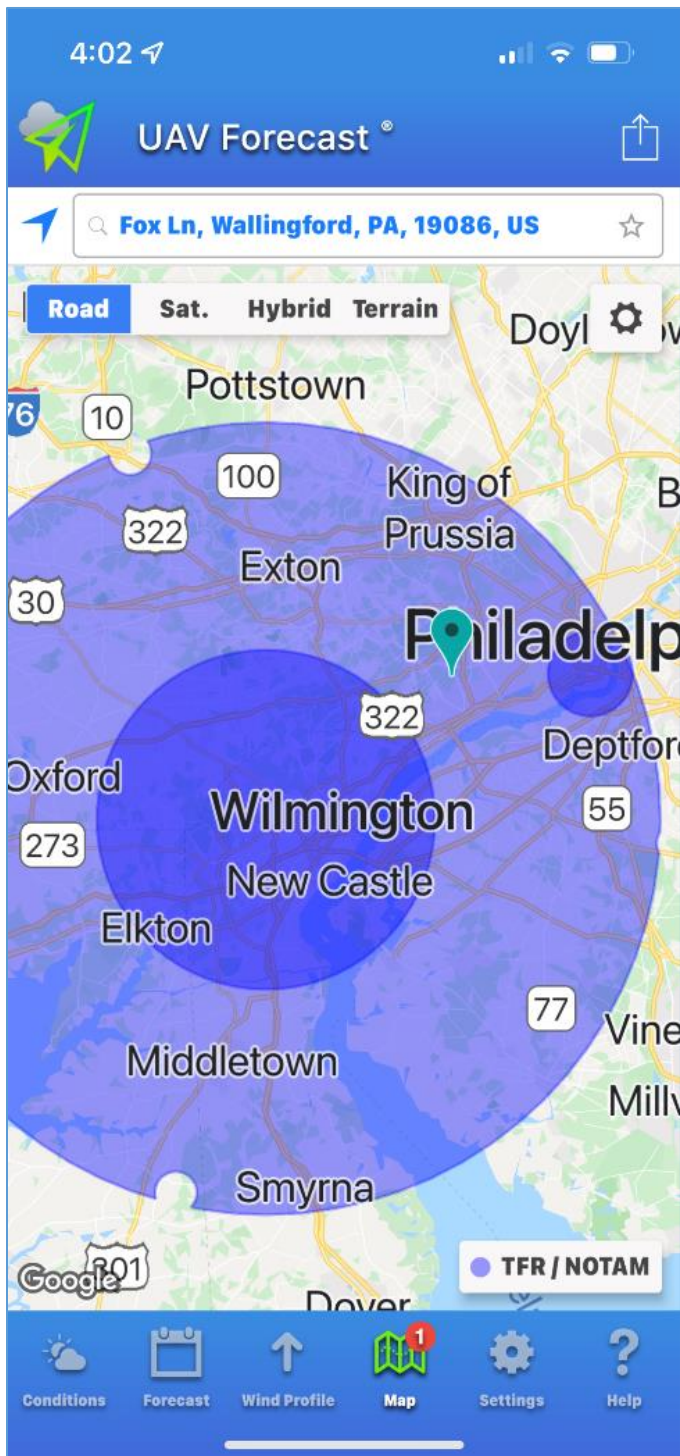 4:02
UAV Forecast ®
Fox Ln, Wallingford, PA, 19086, US
Road Sat. Hybrid Terrain
Doyl
Pottstown
76
10
100
King of
Prussia
B
322
Exton
30
Philadelp
322
Deptfor
Oxford
Wilmington
55
273
New Castle
Elkton
77
Vine
Middletown
Millv
Smyrna
TFR / NOTAM
Google
301
Dover
1
Conditions Forecast Wind Profile Map Settings Help